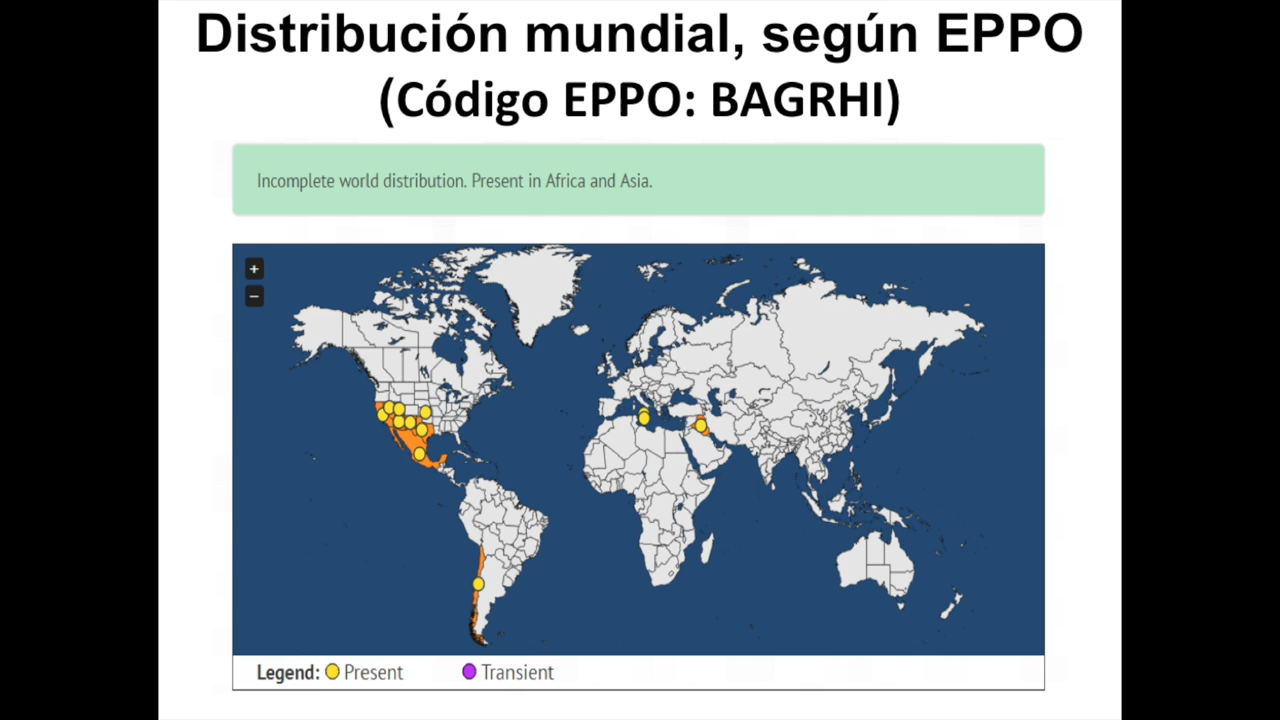 Distribución mundial, según EPPO
(Código EPPO: BAGRHI)
Incomplete world distribution. Present in Africa and Asia.
+
−
Legend: Present Transient